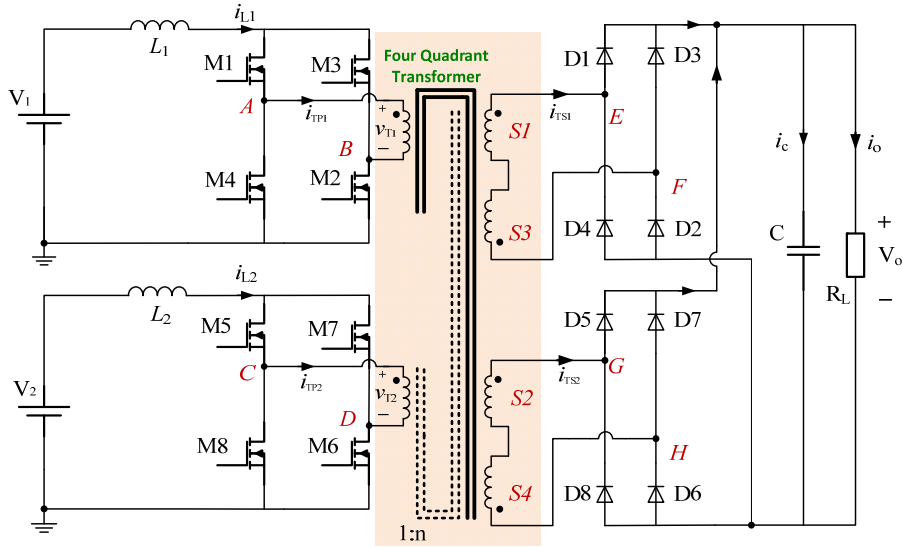 i_L1
L_1
M1
M3
Four Quadrant
Transformer
D1
D3
V_1
A
i_TP1
+
v_T1
−
B
S1
i_TS1
E
i_c
i_o
M4
M2
S3
F
D4
D2
C
+
V_o
−
R_L
i_L2
L_2
M5
M7
D5
D7
V_2
C
i_TP2
+
v_T2
−
D
S2
i_TS2
G
M8
M6
S4
H
D8
D6
1:n